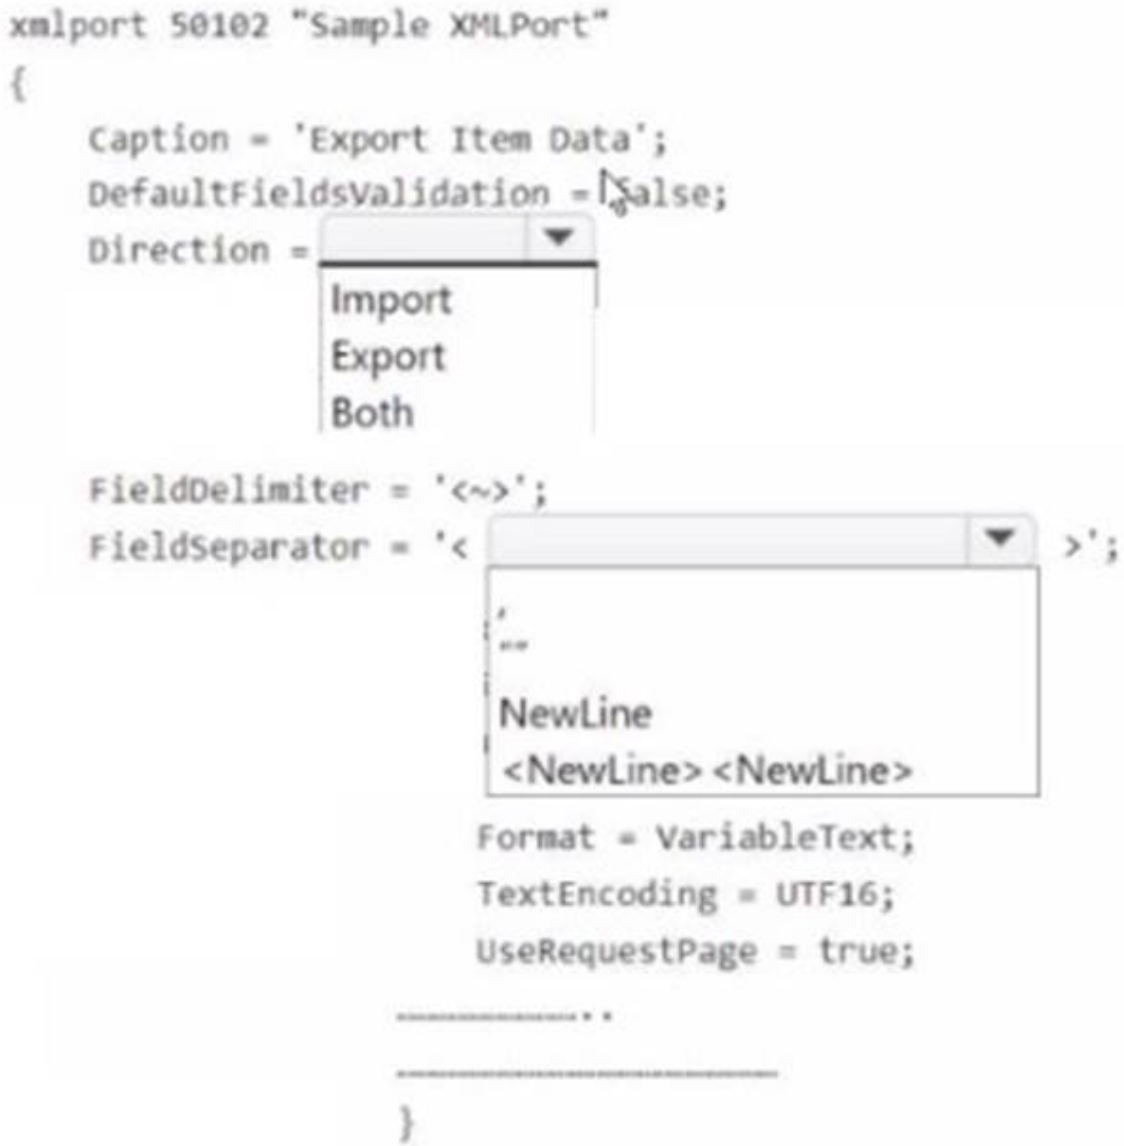 xmlport 50102 "Sample XMLPort"
{
Caption = 'Export Item Data';
DefaultFieldsValidation = false;
Direction =
Import
Export
Both
FieldDelimiter = '<~>';
FieldSeparator = '< >';
,
NewLine
<NewLine> <NewLine>
Format = VariableText;
TextEncoding = UTF16;
UseRequestPage = true;
}